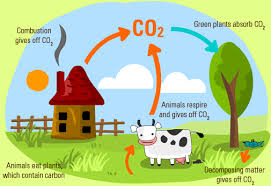 Combustion
gives off CO₂
CO₂
Green plants absorb CO₂
Animals respire
and gives off CO₂
Animals eat plants,
which contain carbon
Decomposing matter
gives off CO₂